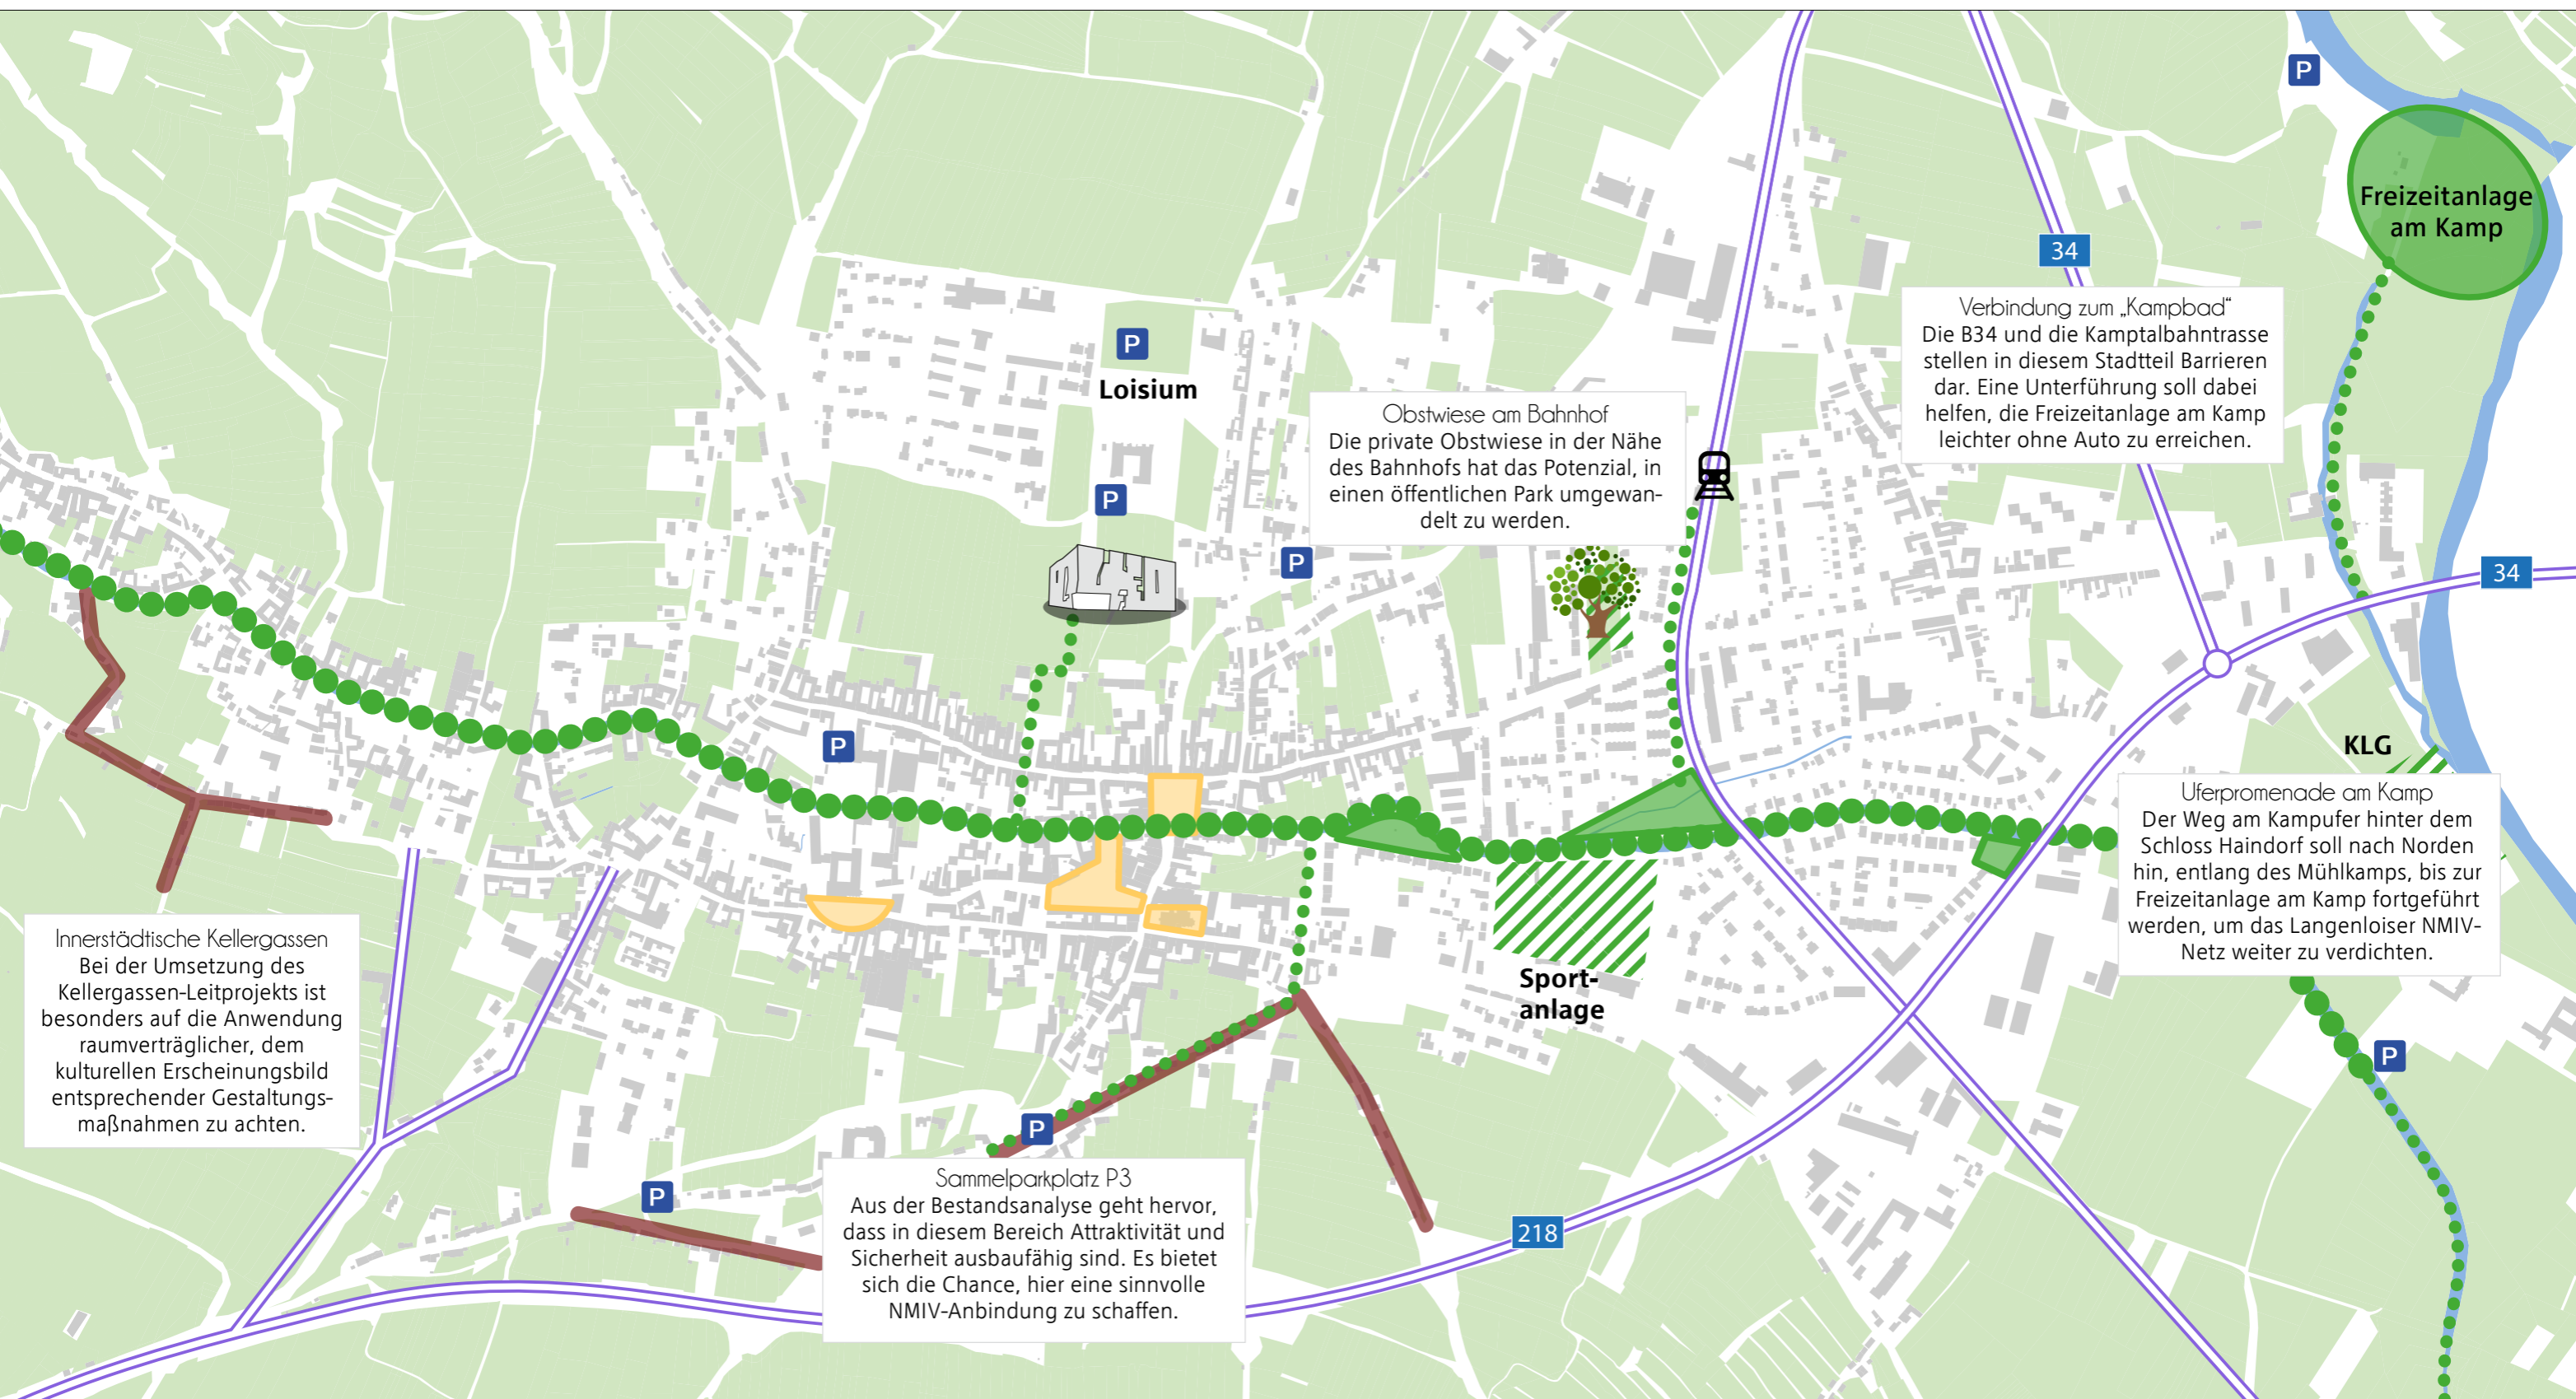 P
Freizeitanlage
am Kamp
34
Verbindung zum „Kampbad“
Die B34 und die Kamptalbahntrasse
stellen in diesem Stadtteil Barrieren
dar. Eine Unterführung soll dabei
helfen, die Freizeitanlage am Kamp
leichter ohne Auto zu erreichen.
P
Loisium
Obstwiese am Bahnhof
Die private Obstwiese in der Nähe
des Bahnhofs hat das Potenzial, in
einen öffentlichen Park umgewan-
delt zu werden.
P
P
34
P
KLG
Uferpromenade am Kamp
Der Weg am Kampufer hinter dem
Schloss Haindorf soll nach Norden
hin, entlang des Mühlkamps, bis zur
Freizeitanlage am Kamp fortgeführt
werden, um das Langenloiser NMIV-
Netz weiter zu verdichten.
Sport-
anlage
Innerstädtische Kellergassen
Bei der Umsetzung des
Kellergassen-Leitprojekts ist
besonders auf die Anwendung
raumverträglicher, dem
kulturellen Erscheinungsbild
entsprechender Gestaltungs-
maßnahmen zu achten.
P
P
P
Sammelparkplatz P3
Aus der Bestandsanalyse geht hervor,
dass in diesem Bereich Attraktivität und
Sicherheit ausbaufähig sind. Es bietet
sich die Chance, hier eine sinnvolle
NMIV-Anbindung zu schaffen.
218